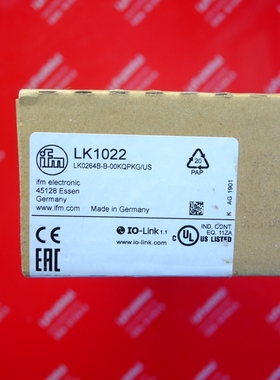 ifm
LK1022
LK0264B-B-00KQPKG/US
20
PAP
ifm electronic
45128 Essen
Germany
www.ifm.com
Made in Germany
K AG 1901
CE
IO-Link 1.1
www.io-link.com
EAC
c UL US LISTED
IND. CONT.
EQ. 11ZA